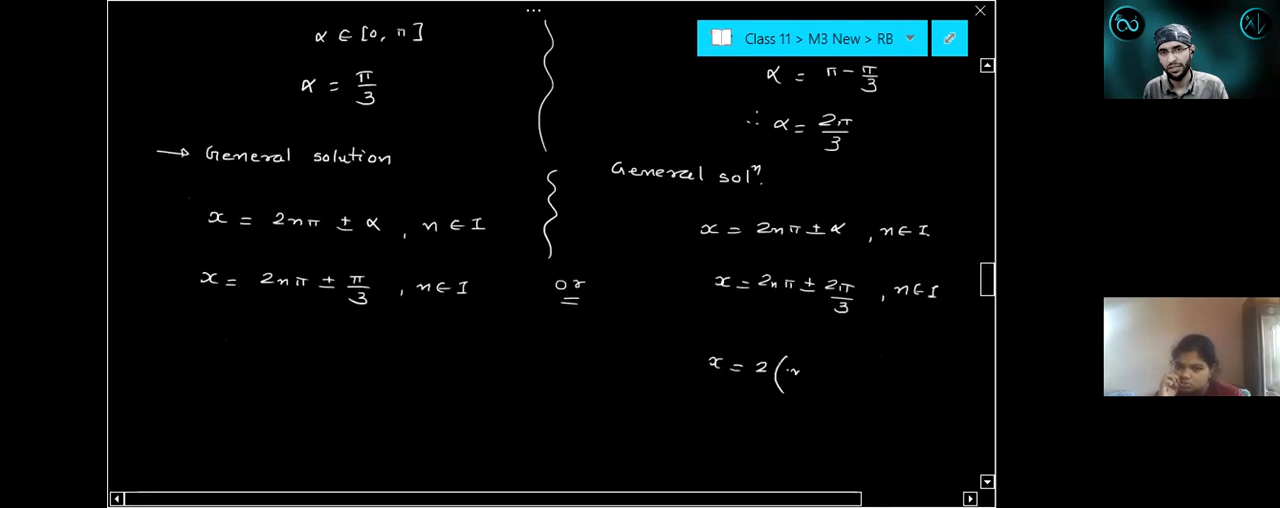 ...
Class 11 > M3 New > RB
α ∈ [0, π]
α = π/3
→ General solution
x = 2nπ ± α , n ∈ I
x = 2nπ ± π/3 , n ∈ I
or
α = π - π/3
∴ α = 2π/3
General solⁿ.
x = 2nπ ± α , n ∈ I
x = 2nπ ± 2π/3 , n ∈ I
x = 2(